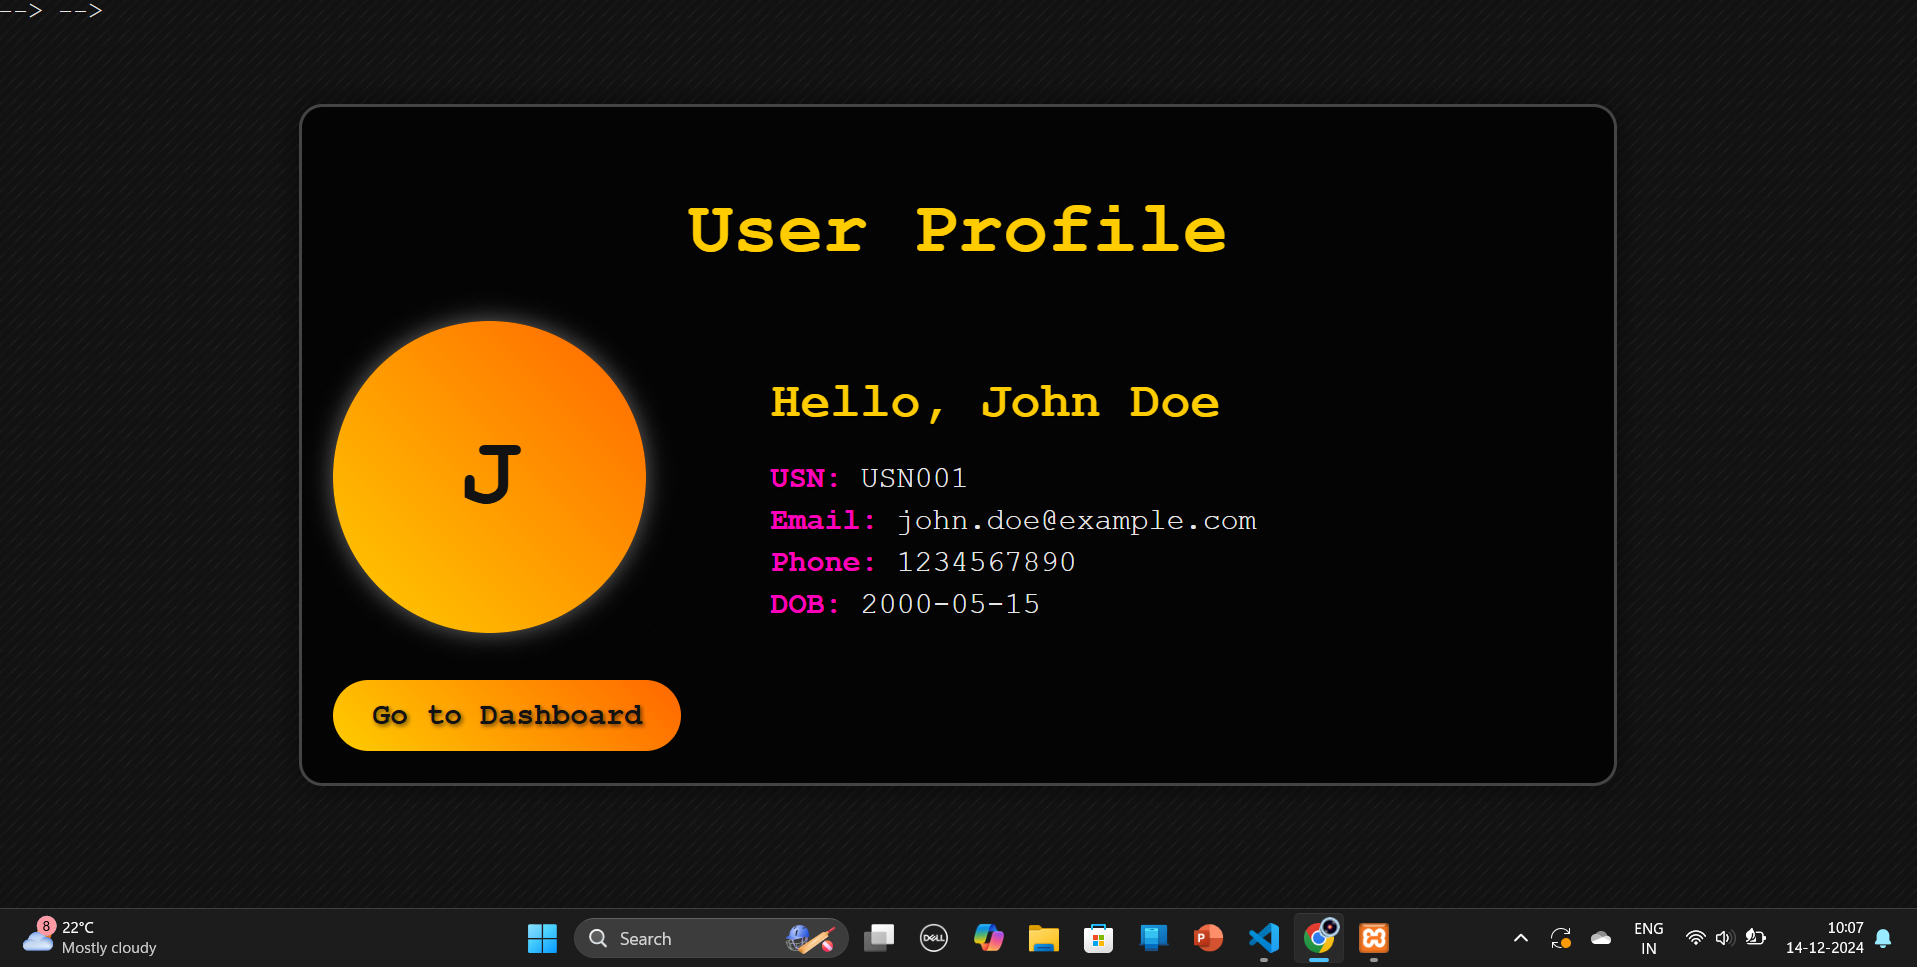 --> -->
User Profile
J
Hello, John Doe
USN: USN001
Email: john.doe@example.com
Phone: 1234567890
DOB: 2000-05-15
Go to Dashboard
8
22°C
Mostly cloudy
Search
DELL
P
ENG
IN
10:07
14-12-2024